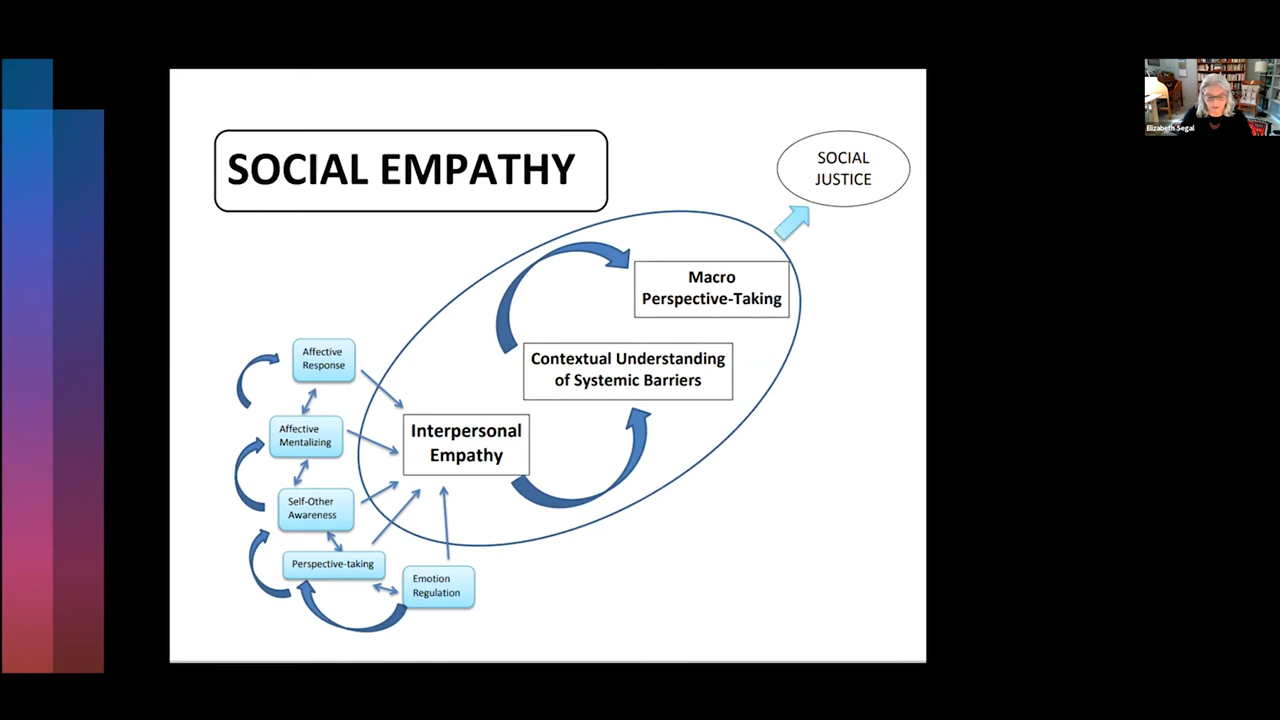 Elizabeth Segal
SOCIAL EMPATHY
SOCIAL
JUSTICE
Macro
Perspective-Taking
Contextual Understanding
of Systemic Barriers
Interpersonal
Empathy
Affective
Response
Affective
Mentalizing
Self-Other
Awareness
Perspective-taking
Emotion
Regulation